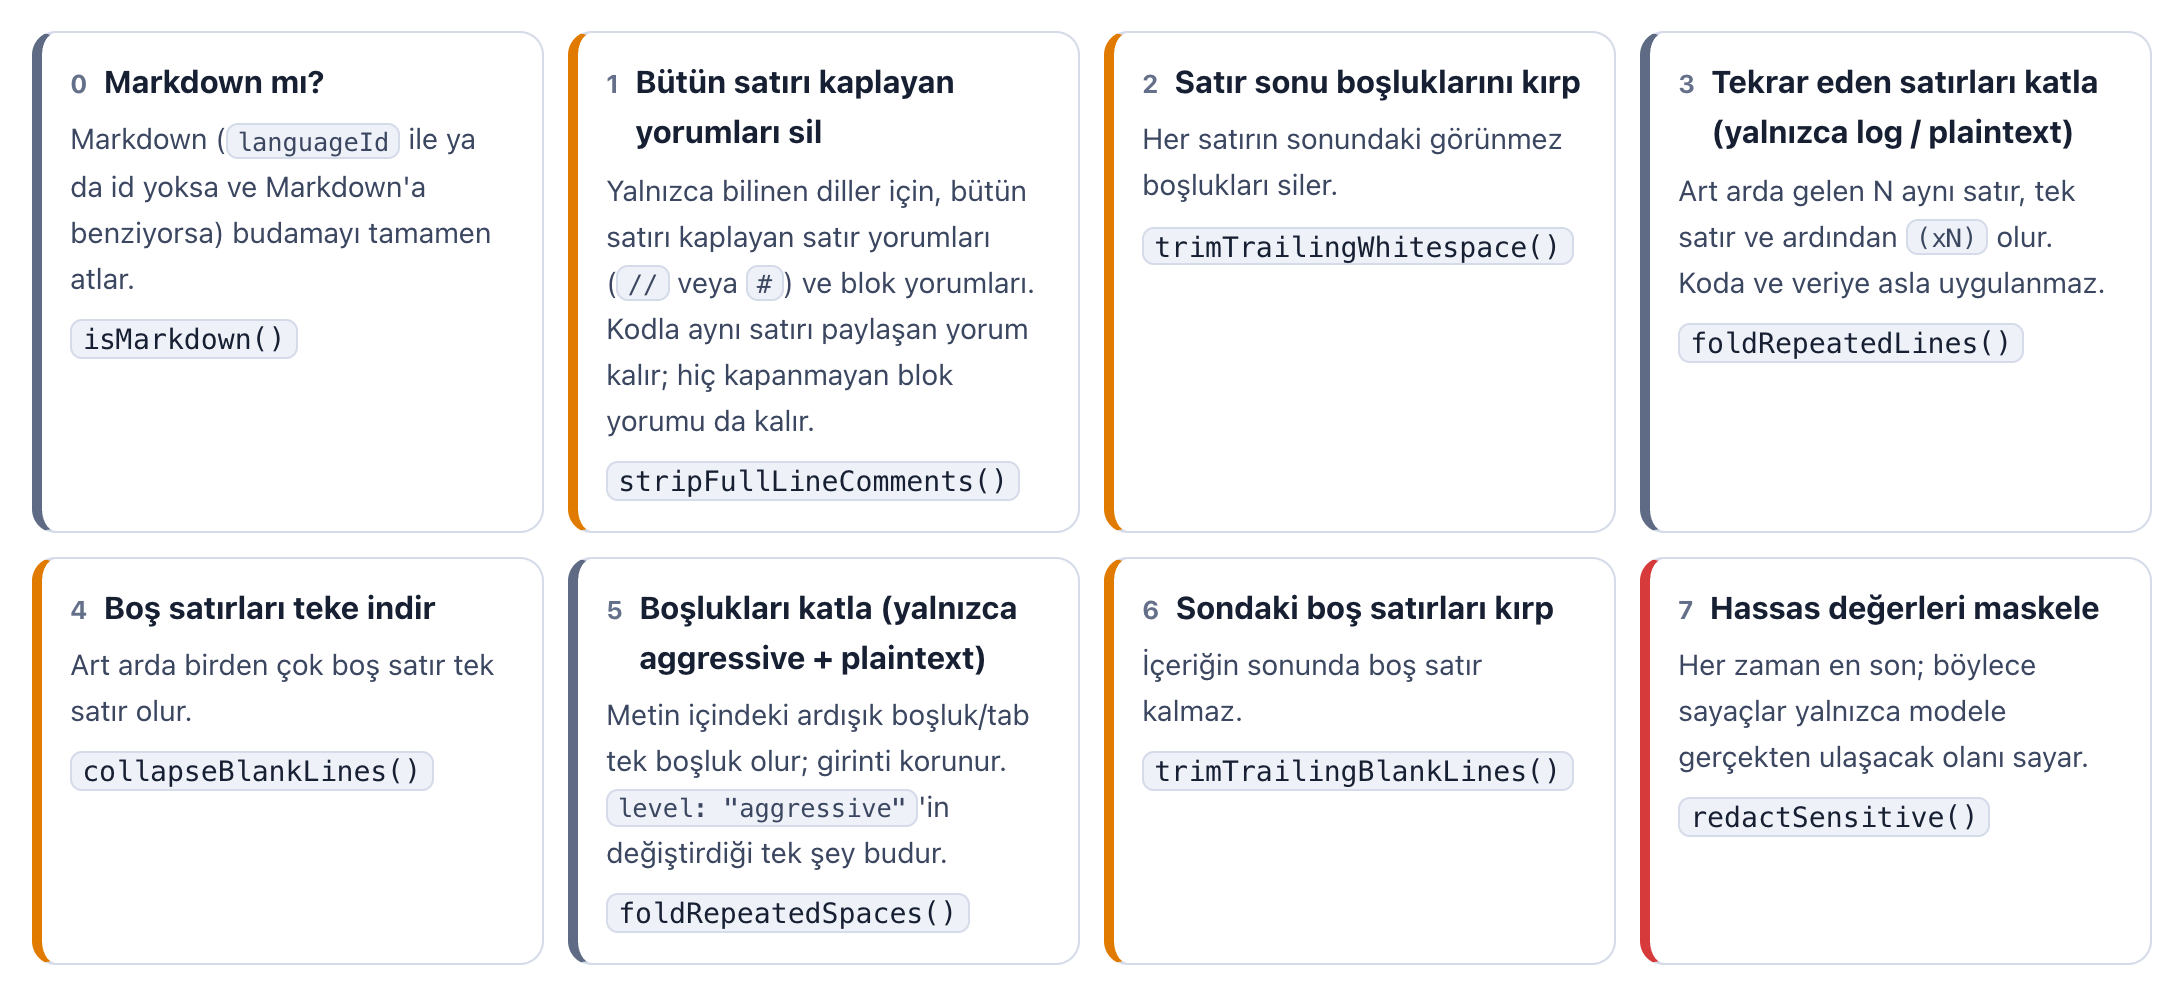 0 Markdown mı?
Markdown (languageId ile ya
da id yoksa ve Markdown'a
benziyorsa) budamayı tamamen
atlar.
isMarkdown()
1 Bütün satırı kaplayan
yorumları sil
Yalnızca bilinen diller için, bütün
satırı kaplayan satır yorumları
(// veya #) ve blok yorumları.
Kodla aynı satırı paylaşan yorum
kalır; hiç kapanmayan blok
yorumu da kalır.
stripFullLineComments()
2 Satır sonu boşluklarını kırp
Her satırın sonundaki görünmez
boşlukları siler.
trimTrailingWhitespace()
3 Tekrar eden satırları katla
(yalnızca log / plaintext)
Art arda gelen N aynı satır, tek
satır ve ardından (xN) olur.
Koda ve veriye asla uygulanmaz.
foldRepeatedLines()
4 Boş satırları teke indir
Art arda birden çok boş satır tek
satır olur.
collapseBlankLines()
5 Boşlukları katla (yalnızca
aggressive + plaintext)
Metin içindeki ardışık boşluk/tab
tek boşluk olur; girinti korunur.
level: "aggressive"'in
değiştirdiği tek şey budur.
foldRepeatedSpaces()
6 Sondaki boş satırları kırp
İçeriğin sonunda boş satır
kalmaz.
trimTrailingBlankLines()
7 Hassas değerleri maskele
Her zaman en son; böylece
sayaçlar yalnızca modele
gerçekten ulaşacak olanı sayar.
redactSensitive()